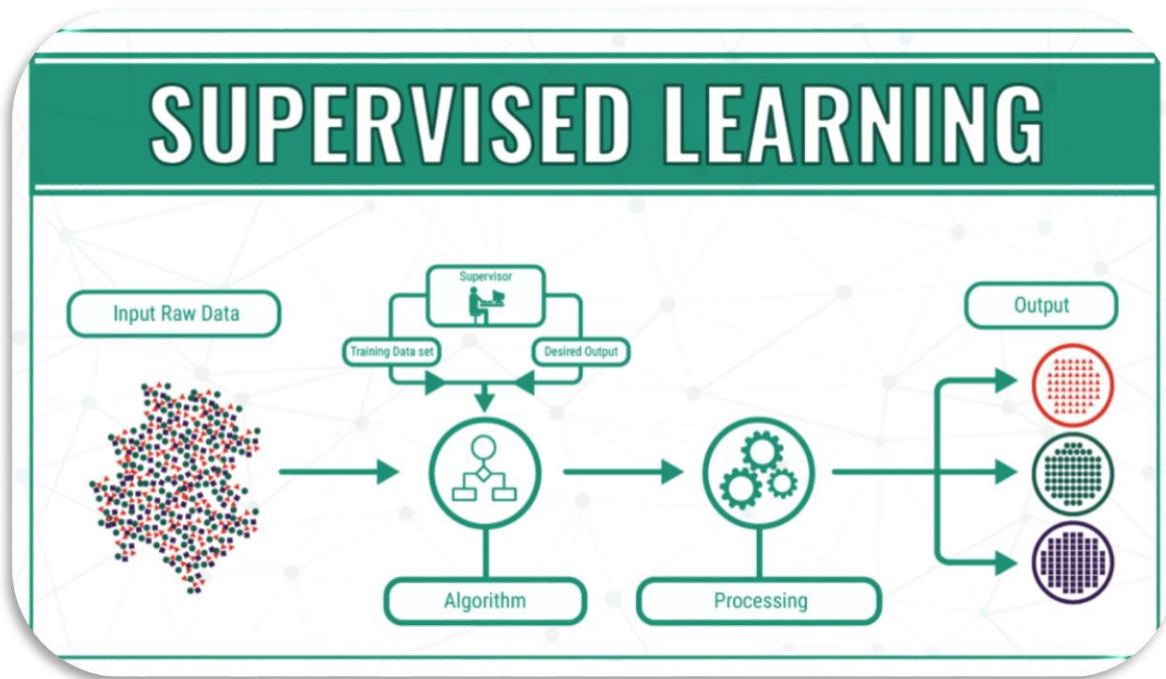 SUPERVISED LEARNING
Supervisor
Input Raw Data
Output
Training Data set
Desired Output
Algorithm
Processing